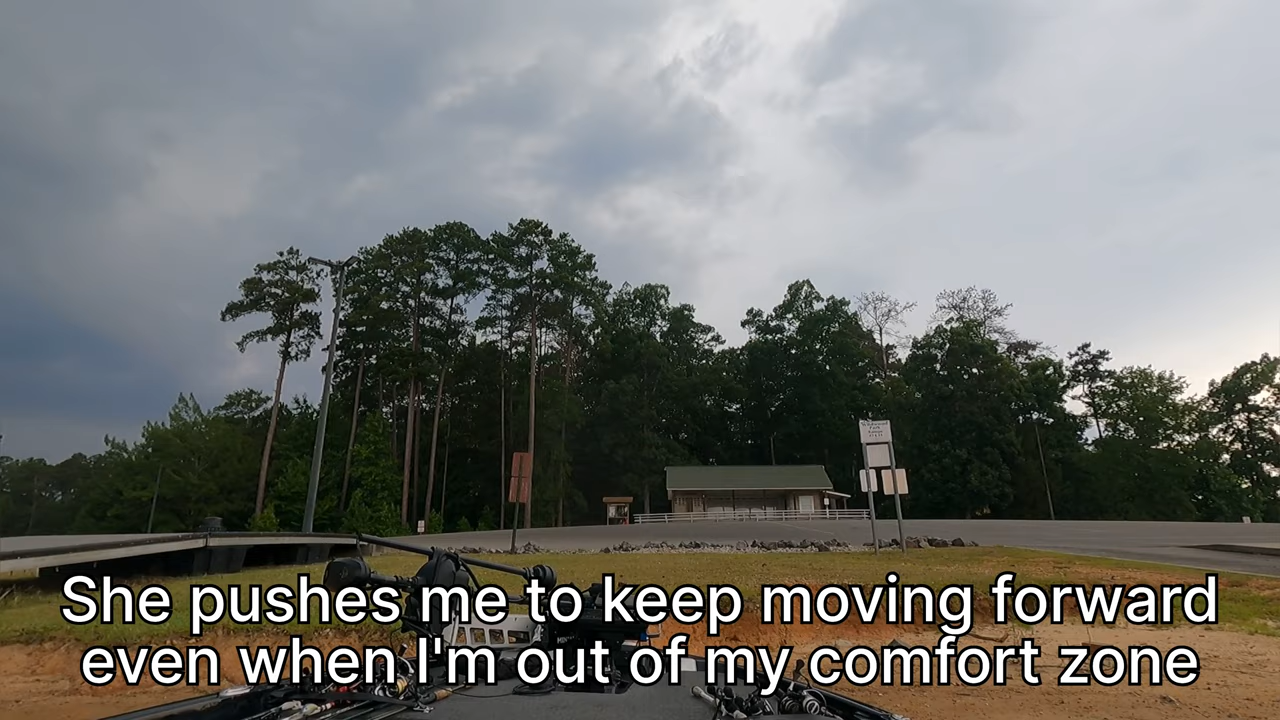 She pushes me to keep moving forward
even when I'm out of my comfort zone